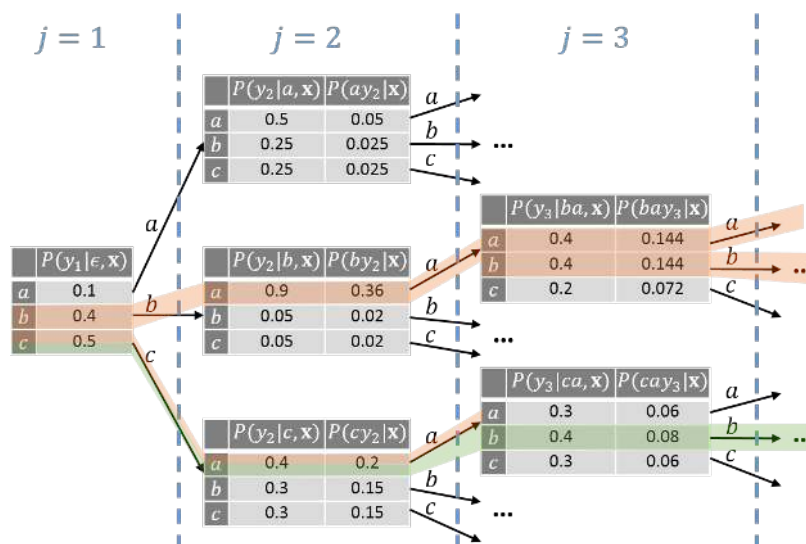 j = 1 j = 2 j = 3
P(y₂|a, x) P(ay₂|x)
a 0.5 0.05
b 0.25 0.025
c 0.25 0.025
a
b
c
...
a
P(y₁|ϵ, x)
a 0.1
b 0.4
c 0.5
b
c
P(y₂|b, x) P(by₂|x)
a 0.9 0.36
b 0.05 0.02
c 0.05 0.02
a
b
c
...
P(y₃|ba, x) P(bay₃|x)
a 0.4 0.144
b 0.4 0.144
c 0.2 0.072
a
b
c
...
P(y₂|c, x) P(cy₂|x)
a 0.4 0.2
b 0.3 0.15
c 0.3 0.15
a
b
c
...
P(y₃|ca, x) P(cay₃|x)
a 0.3 0.06
b 0.4 0.08
c 0.3 0.06
a
b
c
...